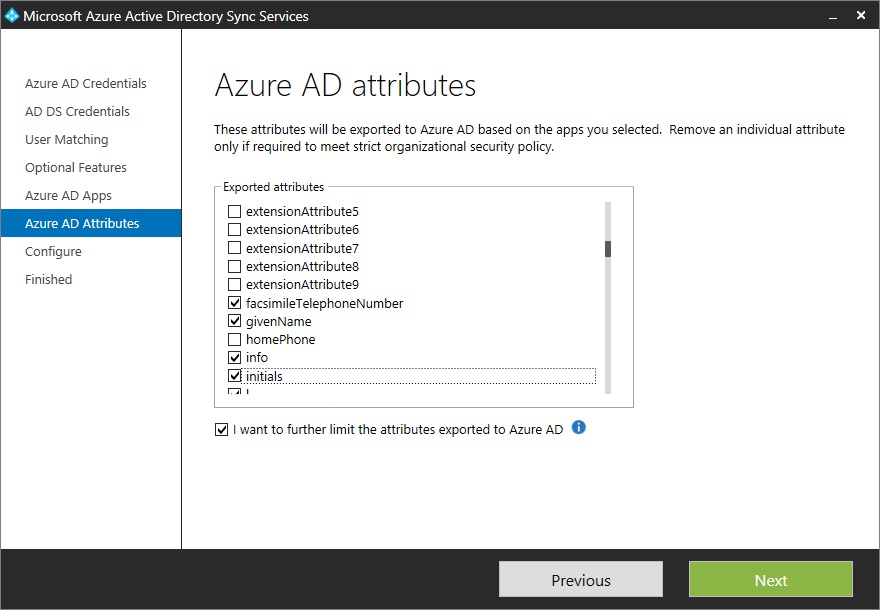 Microsoft Azure Active Directory Sync Services
Azure AD Credentials
AD DS Credentials
User Matching
Optional Features
Azure AD Apps
Azure AD Attributes
Configure
Finished
Azure AD attributes
These attributes will be exported to Azure AD based on the apps you selected. Remove an individual attribute
only if required to meet strict organizational security policy.
Exported attributes
extensionAttribute5
extensionAttribute6
extensionAttribute7
extensionAttribute8
extensionAttribute9
facsimileTelephoneNumber
givenName
homePhone
info
initials
I want to further limit the attributes exported to Azure AD
Previous
Next